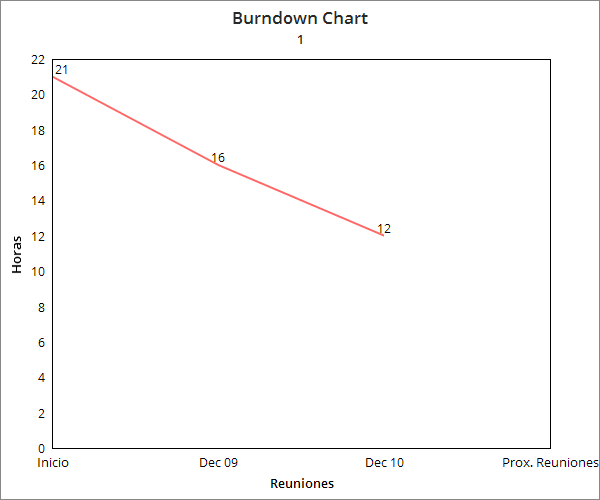 Burndown Chart
1
22
20
18
16
14
12
10
8
6
4
2
0
21
16
12
Horas
Inicio
Dec 09
Dec 10
Prox. Reuniones
Reuniones